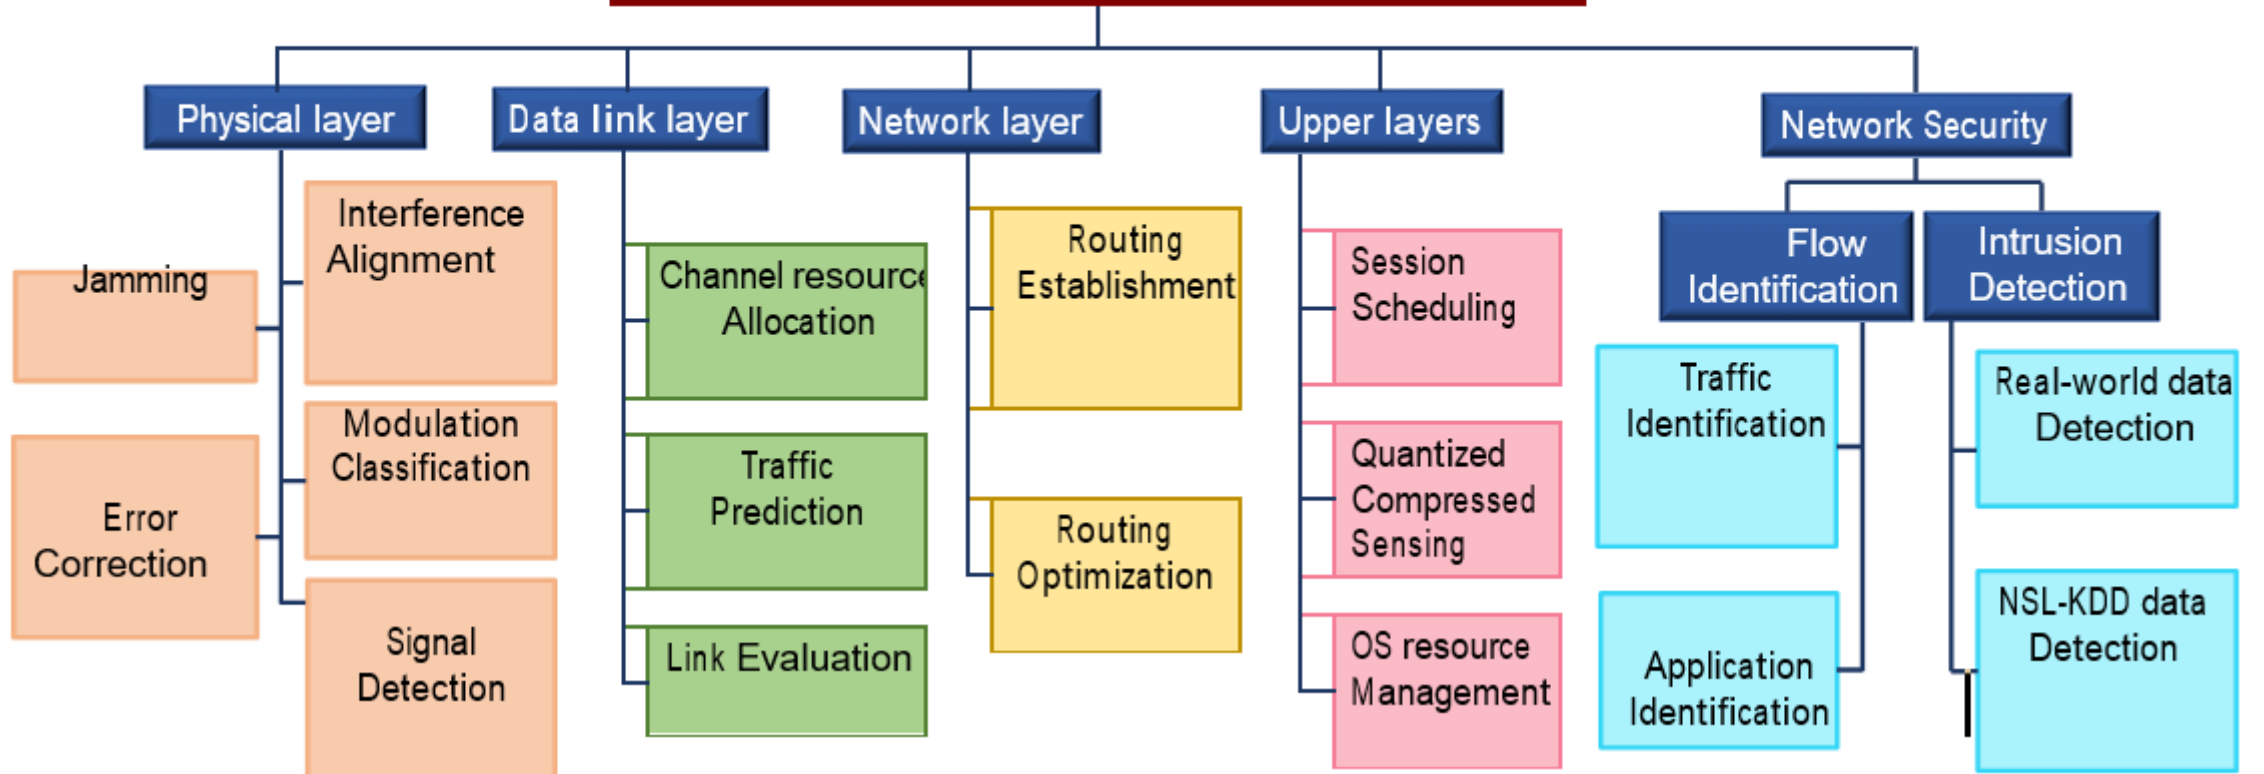 Physical layer
Data link layer
Network layer
Upper layers
Network Security
Jamming
Error
Correction
Interference
Alignment
Modulation
Classification
Signal
Detection
Channel resource
Allocation
Traffic
Prediction
Link Evaluation
Routing
Establishment
Routing
Optimization
Session
Scheduling
Quantized
Compressed
Sensing
OS resource
Management
Flow
Identification
Intrusion
Detection
Traffic
Identification
Application
Identification
Real-world data
Detection
NSL-KDD data
Detection